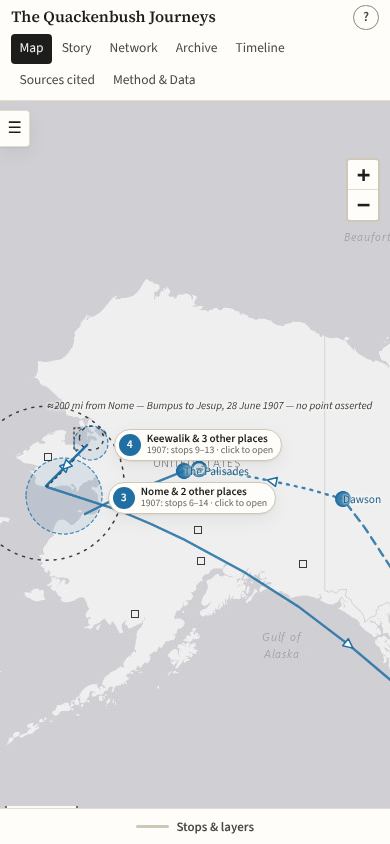 The Quackenbush Journeys
?
Map Story Network Archive Timeline
Sources cited Method & Data
☰
+
−
Beaufort
≈200 mi from Nome — Bumpus to Jesup, 28 June 1907 — no point asserted
4 Keewalik & 3 other places
1907: stops 9–13 · click to open
The Palisades
3 Nome & 2 other places
1907: stops 6–14 · click to open
Dawson
Gulf of
Alaska
Stops & layers